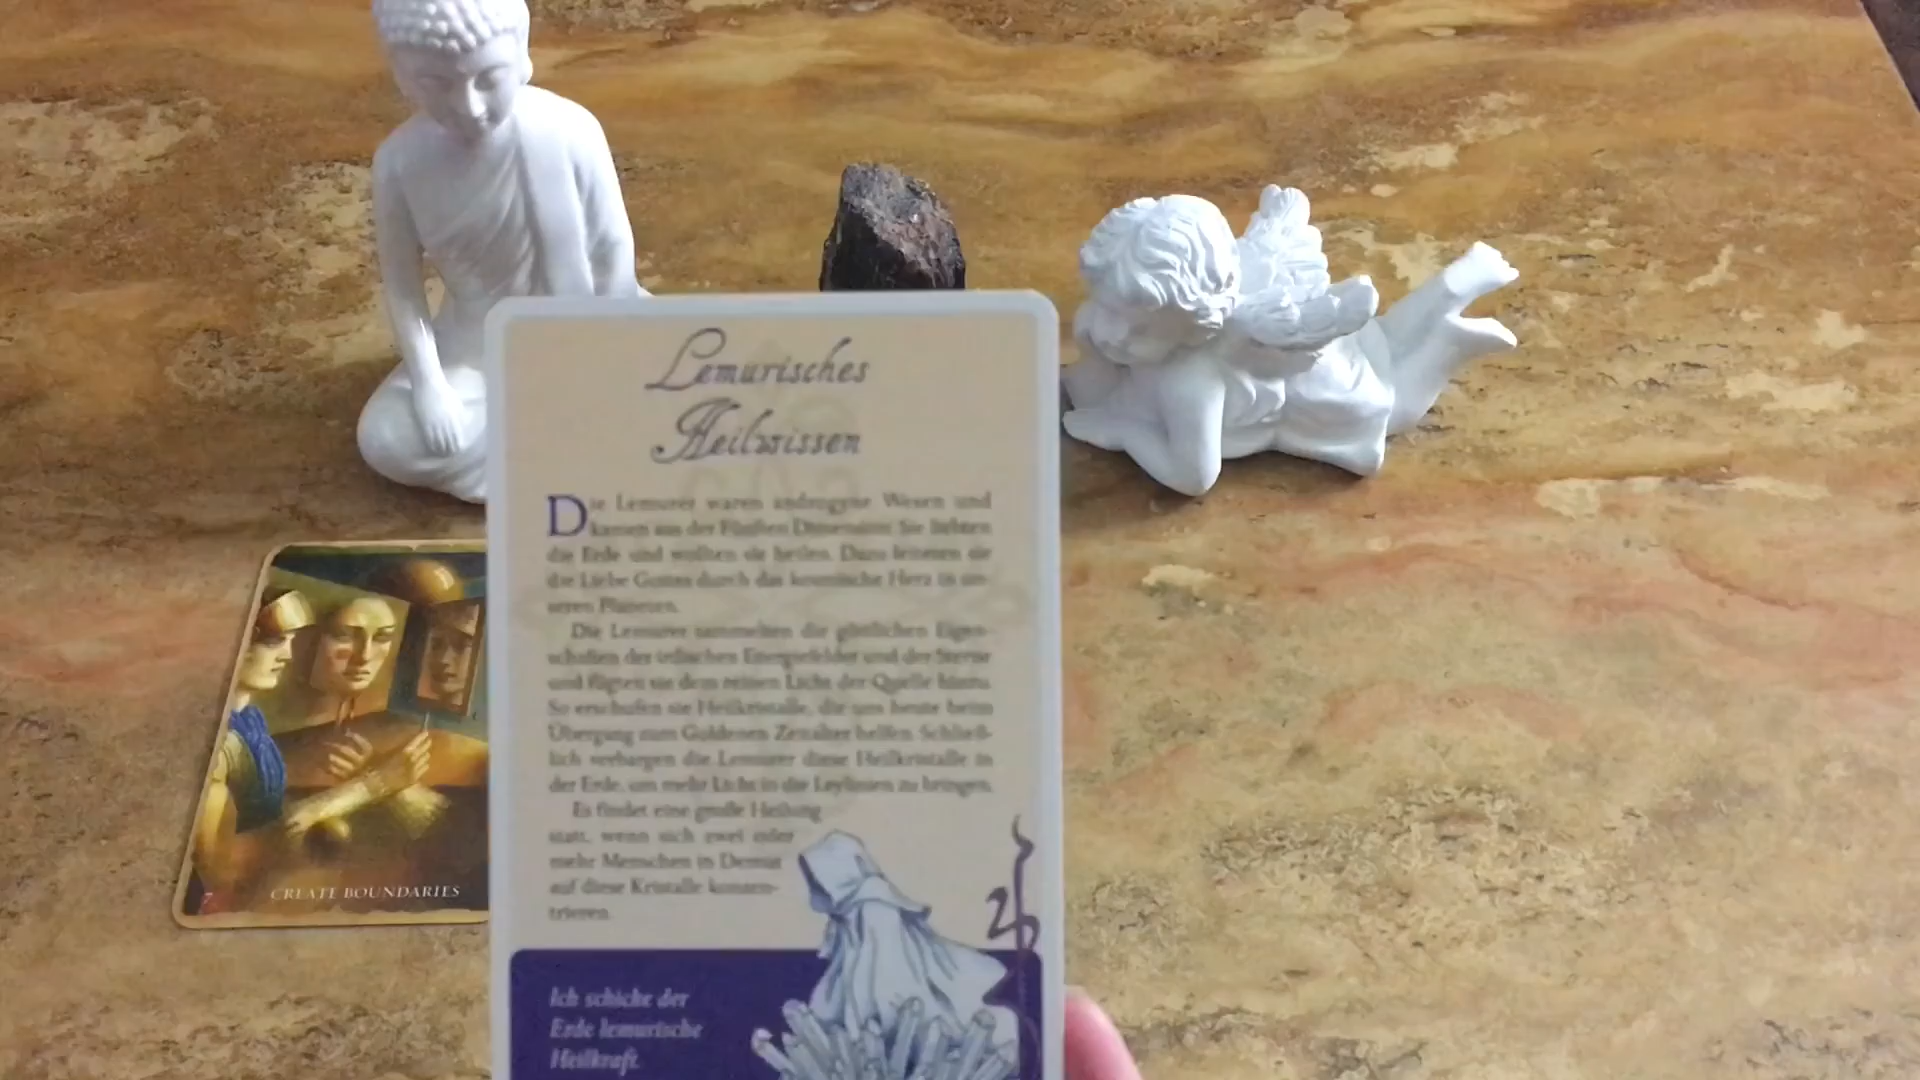 Lemurisches
Heilwissen
Die Lemurer waren androgyne Wesen und
kamen aus der Fünften Dimension. Sie liebten
die Erde und wollten sie heilen. Dazu leiteten sie
die Liebe Gottes durch das kosmische Herz in un-
seren Planeten.
Die Lemurer sammelten die göttlichen Eigen-
schaften der irdischen Energiefelder und der Sterne
und fügten sie dem reinen Licht der Quelle hinzu.
So erschufen sie Heilkristalle, die uns heute beim
Übergang zum Goldenen Zeitalter helfen. Schließ-
lich verbargen die Lemurer diese Heilkristalle in
der Erde, um mehr Licht in die Leylinien zu bringen.
Es findet eine große Heilung
statt, wenn sich zwei oder
mehr Menschen in Demut
auf diese Kristalle konzen-
trieren.
26
Ich schicke der
Erde lemurische
Heilkraft.
7
CREATE BOUNDARIES